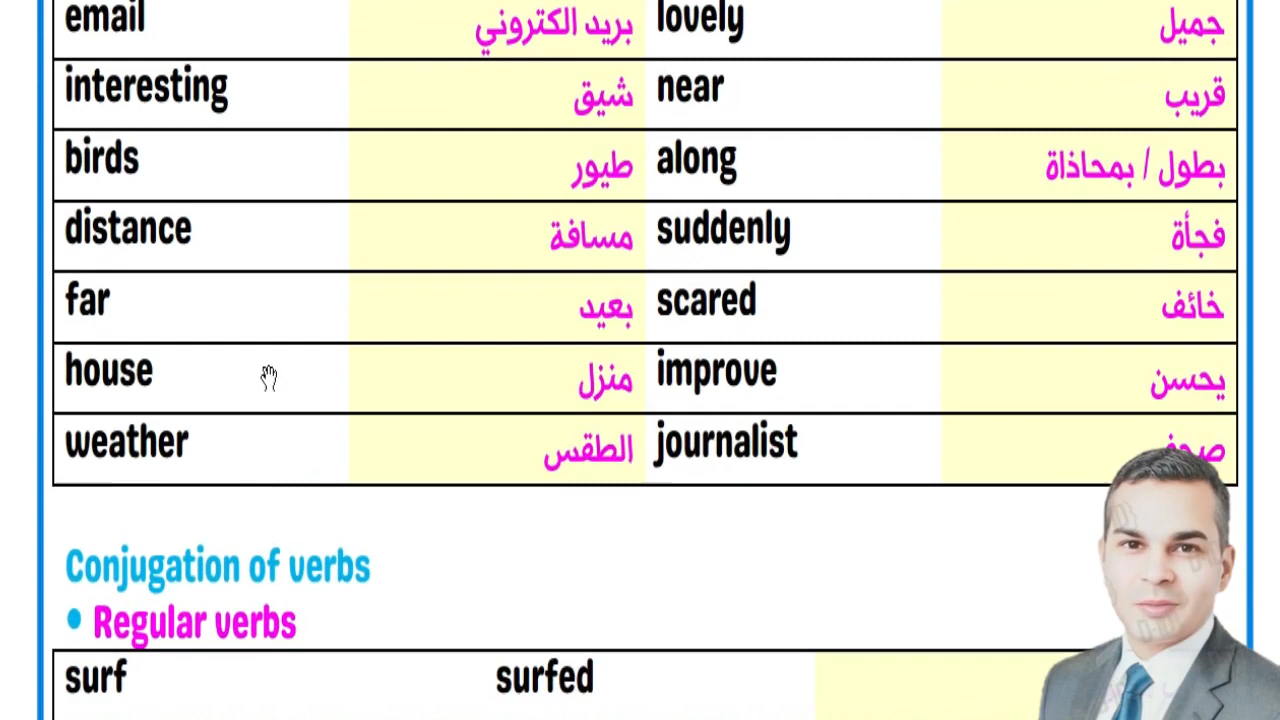 email بريد الكتروني lovely جميل
interesting شيق near قريب
birds طيور along بطول / بمحاذاة
distance مسافة suddenly فجأة
far بعيد scared خائف
house منزل improve يحسن
weather الطقس journalist
Conjugation of verbs
• Regular verbs
surf surfed